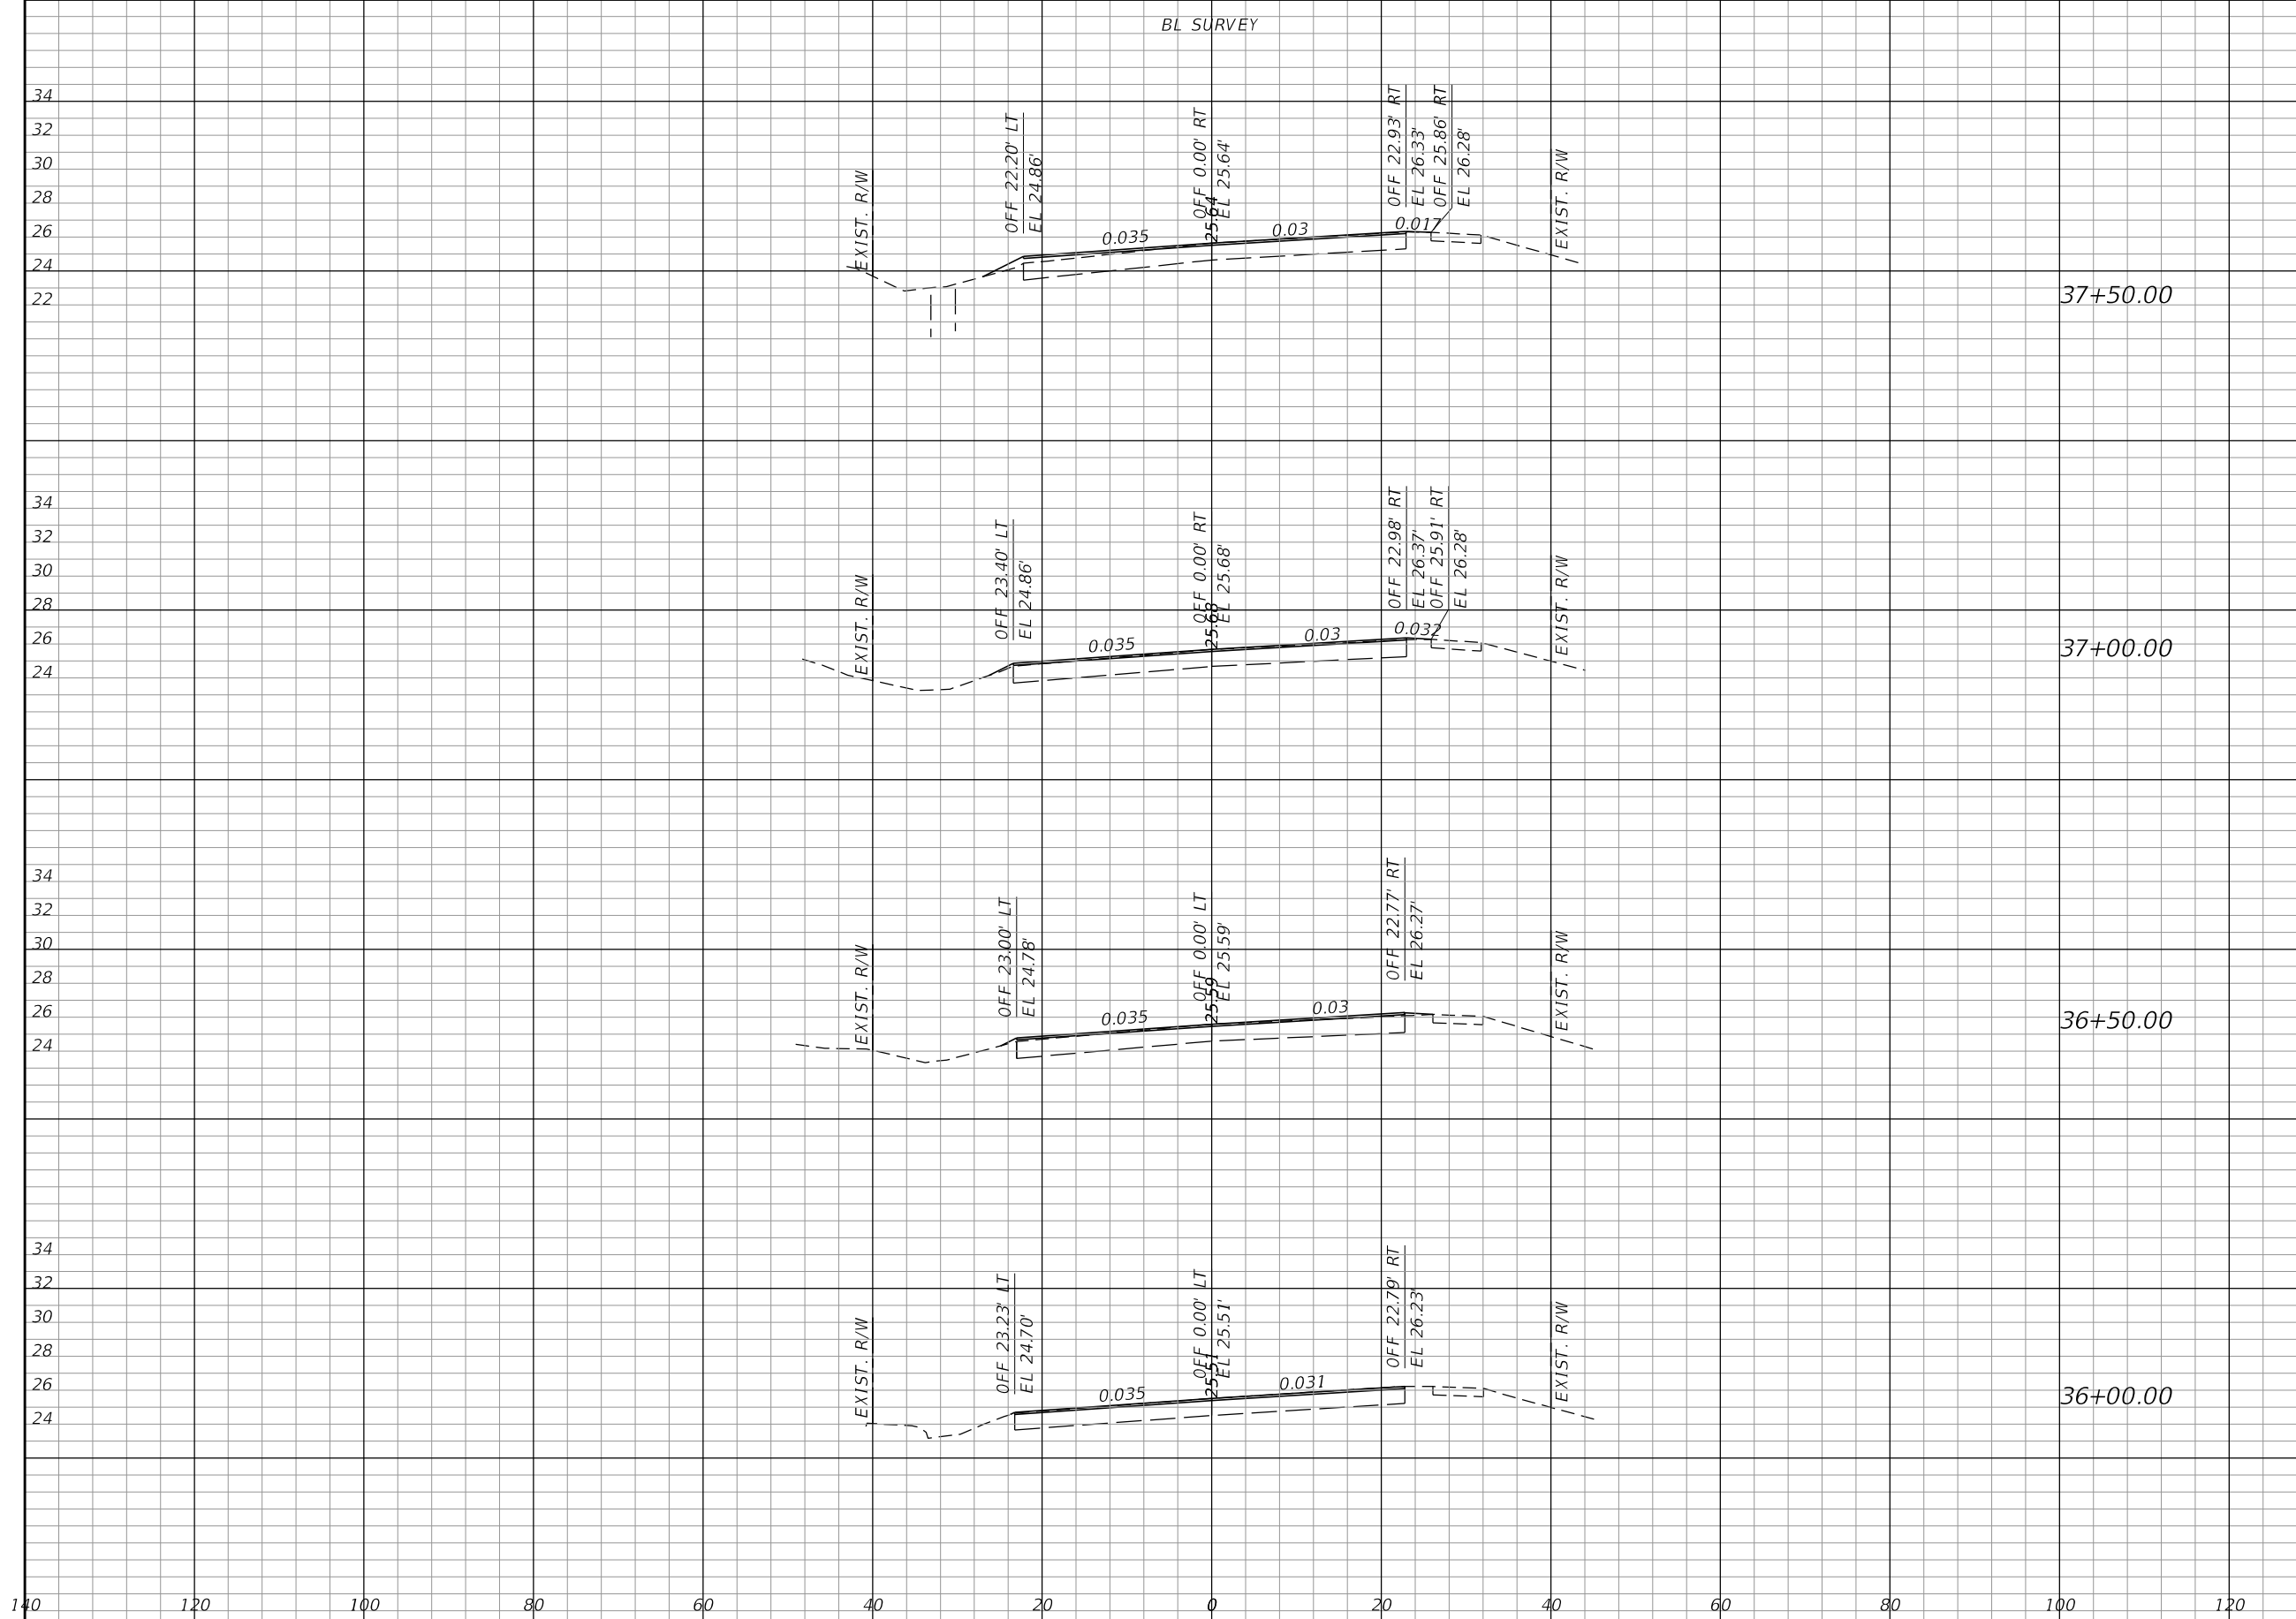 BL SURVEY
34
32
30
28
26
24
22
EXIST. R/W
OFF 22.20' LT
EL 24.86'
0.035
OFF 0.00' RT
EL 25.64'
25.64
0.03
OFF 22.93' RT
EL 26.33'
0.017
OFF 25.86' RT
EL 26.28'
EXIST. R/W
37+50.00
34
32
30
28
26
24
EXIST. R/W
OFF 23.40' LT
EL 24.86'
0.035
OFF 0.00' RT
EL 25.68'
25.68
0.03
OFF 22.98' RT
EL 26.37'
0.032
OFF 25.91' RT
EL 26.28'
EXIST. R/W
37+00.00
34
32
30
28
26
24
EXIST. R/W
OFF 23.00' LT
EL 24.78'
0.035
OFF 0.00' LT
EL 25.59'
25.59
0.03
OFF 22.77' RT
EL 26.27'
EXIST. R/W
36+50.00
34
32
30
28
26
24
EXIST. R/W
OFF 23.23' LT
EL 24.70'
0.035
OFF 0.00' LT
EL 25.51'
25.51
0.031
OFF 22.79' RT
EL 26.23'
EXIST. R/W
36+00.00
140 120 100 80 60 40 20 0 20 40 60 80 100 120